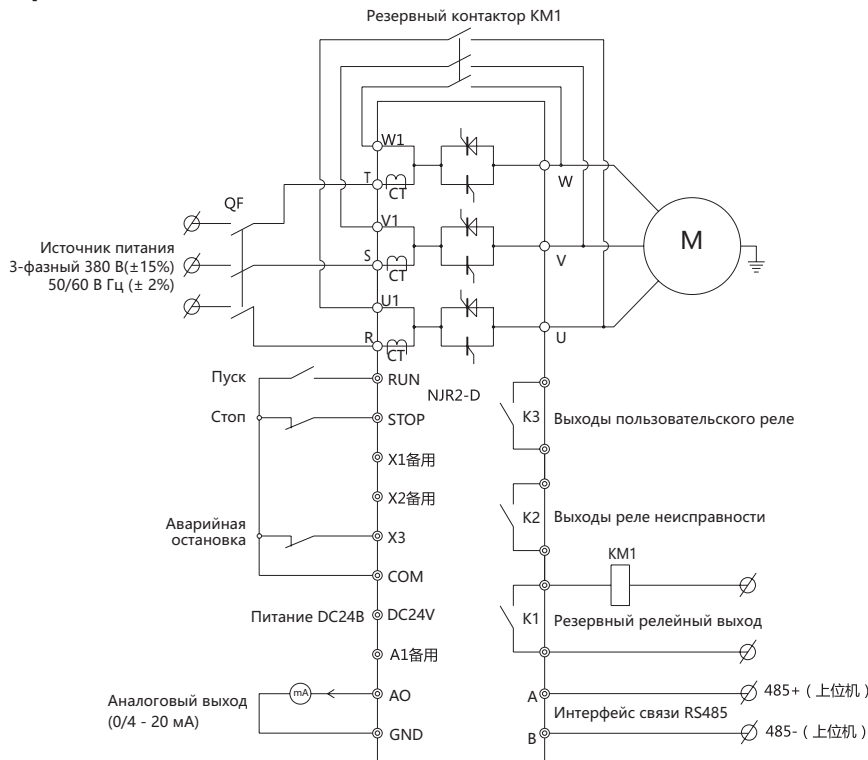 Резервный контактор KM1
W1
T
CT
W
QF
V1
S
CT
V
M
Источник питания
3-фазный 380 В(±15%)
50/60 В Гц (± 2%)
U1
R
CT
U
Пуск
RUN
NJR2-D
Стоп
STOP
K3
Выходы пользовательского реле
X1备用
X2备用
K2
Выходы реле неисправности
Аварийная
остановка
X3
KM1
COM
Питание DC24В
DC24V
K1
Резервный релейный выход
A1备用
Аналоговый выход
(0/4 - 20 мА)
mA
AO
A
485+ ( 上位机 )
Интерфейс связи RS485
GND
B
485- ( 上位机 )